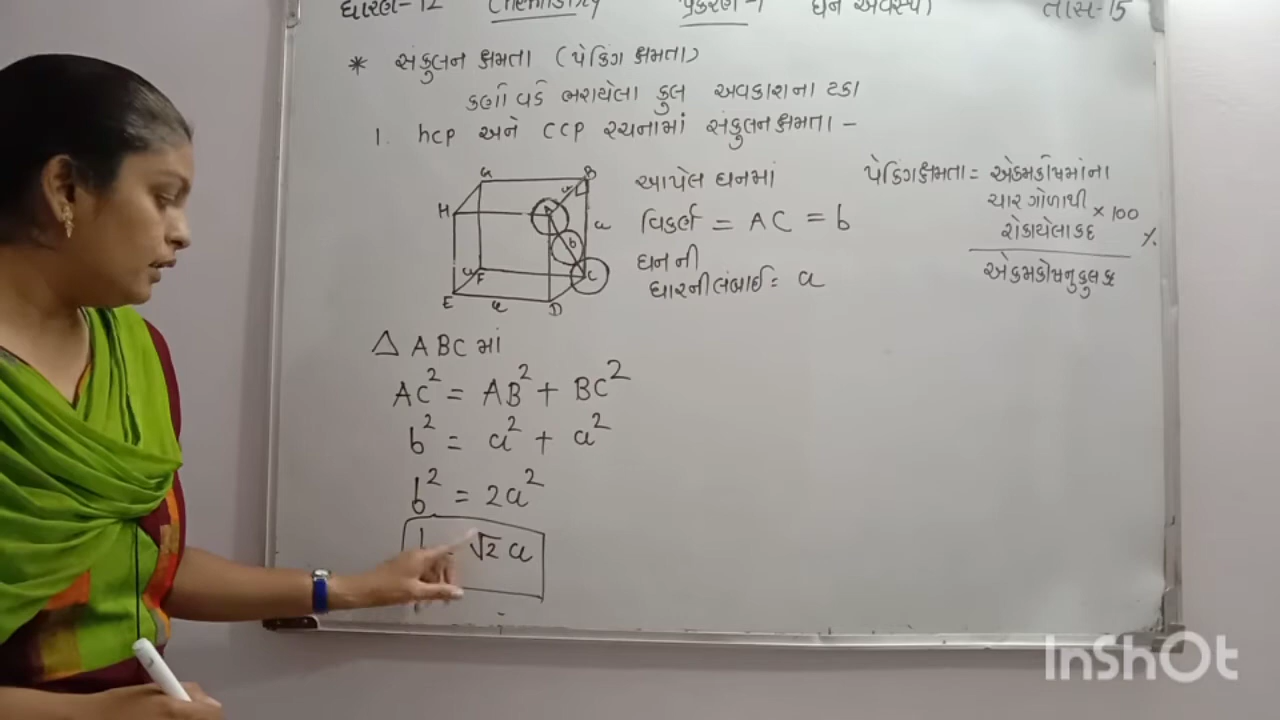 ધોરણ-12 Chemistry પ્રકરણ-1 ઘન અવસ્થા તાસ-15
* સંકુલન ક્ષમતા (પેકિંગ ક્ષમતા)
કણો વડે ભરાયેલા કુલ અવકાશના ટકા
1. hcp અને ccp રચનામાં સંકુલન ક્ષમતા -
G B
H A
a
a b
a F C
E a D
આપેલ ઘનમાં
વિકર્ણ = AC = b
ઘન ની
ધારની લંબાઈ = a
પેકિંગક્ષમતા = એકમકોષમાંના
ચાર ગોળાથી
રોકાયેલા કદ × 100
એકમકોષનુ કુલ કદ %
△ ABC માં
AC² = AB² + BC²
b² = a² + a²
b² = 2a²
b = √2 a
InShOt